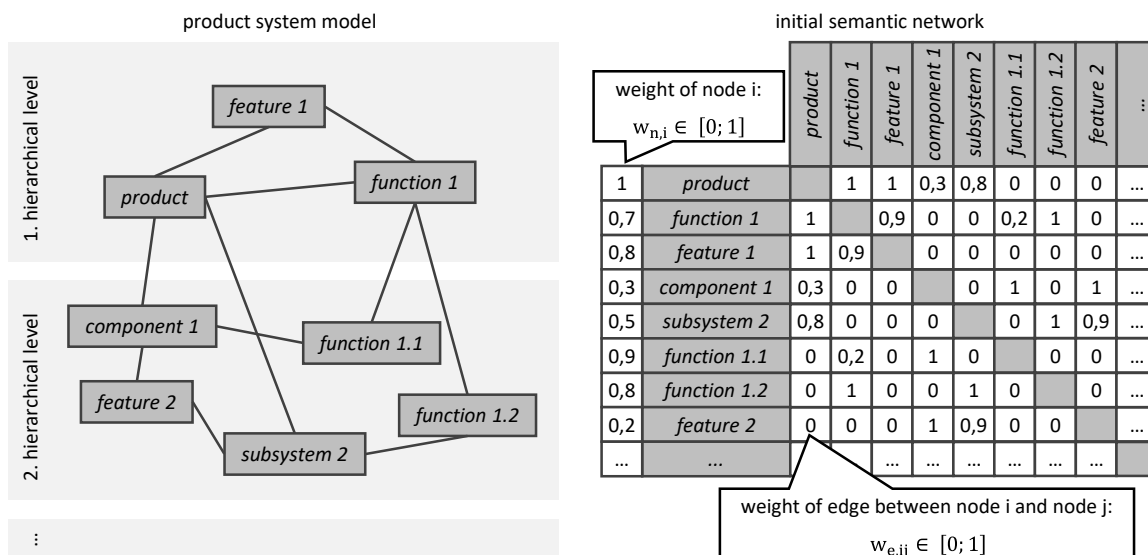 product system model
1. hierarchical level
feature 1
product
function 1
2. hierarchical level
component 1
function 1.1
feature 2
function 1.2
subsystem 2
...
initial semantic network
weight of node i:
w_{n,i} ∈ [0; 1]
product function 1 feature 1 component 1 subsystem 2 function 1.1 function 1.2 feature 2 ...
1 product 1 1 0,3 0,8 0 0 0 ...
0,7 function 1 1 0,9 0 0 0,2 1 0 ...
0,8 feature 1 1 0,9 0 0 0 0 0 ...
0,3 component 1 0,3 0 0 0 1 0 1 ...
0,5 subsystem 2 0,8 0 0 0 0 1 0,9 ...
0,9 function 1.1 0 0,2 0 1 0 0 0 ...
0,8 function 1.2 0 1 0 0 1 0 0 ...
0,2 feature 2 0 0 0 1 0,9 0 0 ...
... ... ... ... ... ... ... ...
weight of edge between node i and node j:
w_{e,ij} ∈ [0; 1]